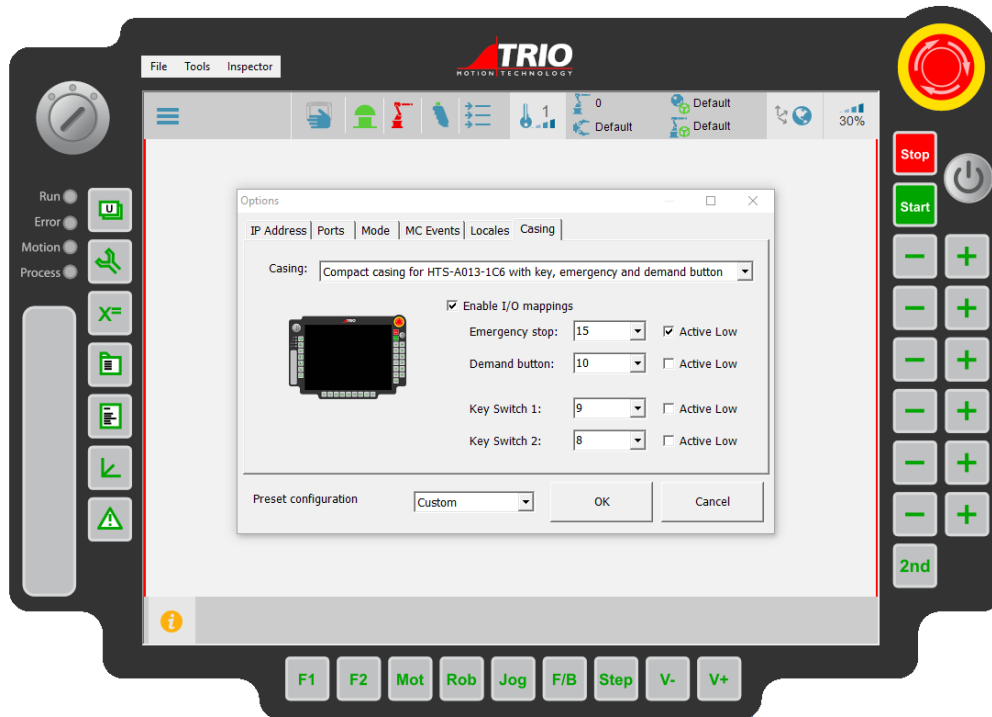 TRIO
MOTION TECHNOLOGY
File Tools Inspector
1
0
Default
Default
Default
30%
Stop
Start
Run
Error
Motion
Process
U
X=
Options
IP Address Ports Mode MC Events Locales Casing
Casing: Compact casing for HTS-A013-1C6 with key, emergency and demand button
Enable I/O mappings
Emergency stop: 15 Active Low
Demand button: 10 Active Low
Key Switch 1: 9 Active Low
Key Switch 2: 8 Active Low
Preset configuration Custom OK Cancel
− +
− +
− +
− +
− +
− +
2nd
i
F1 F2 Mot Rob Jog F/B Step V- V+